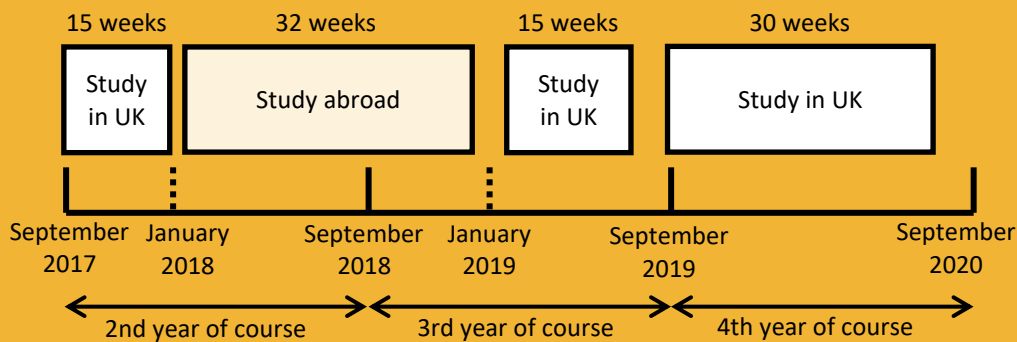 15 weeks
32 weeks
15 weeks
30 weeks
Study
in UK
Study abroad
Study
in UK
Study in UK
September
2017
January
2018
September
2018
January
2019
September
2019
September
2020
2nd year of course
3rd year of course
4th year of course